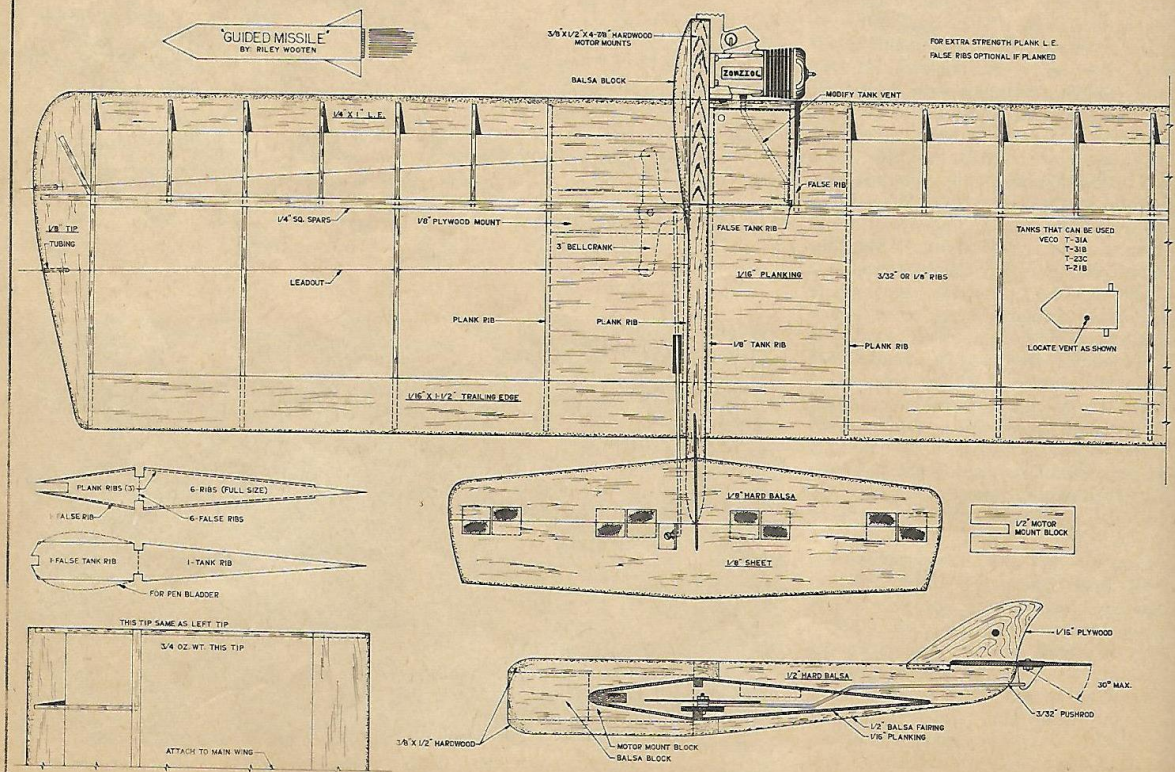 "GUIDED MISSILE"
BY: RILEY WOOTEN
3/8" X 1/2" X 4-7/8" HARDWOOD
MOTOR MOUNTS
FOR EXTRA STRENGTH PLANK L.E.
FALSE RIBS OPTIONAL IF PLANKED
BALSA BLOCK
ZONZZOL
MODIFY TANK VENT
1/4 X 1" L.E.
FALSE RIB
1/4" SQ. SPARS
1/8" PLYWOOD MOUNT
FALSE TANK RIB
1/8" TIP
TUBING
3" BELLCRANK
TANKS THAT CAN BE USED
VECO T-31A
T-31B
T-23C
T-21B
LEADOUT
1/16" PLANKING
3/32" OR 1/8" RIBS
PLANK RIB
PLANK RIB
1/8" TANK RIB
PLANK RIB
LOCATE VENT AS SHOWN
1/16" X 1-1/2" TRAILING EDGE
PLANK RIBS (3)
6-RIBS (FULL SIZE)
1-FALSE RIB
6-FALSE RIBS
1/8" HARD BALSA
1/2" MOTOR
MOUNT BLOCK
1-FALSE TANK RIB
1-TANK RIB
1/8" SHEET
FOR PEN BLADDER
THIS TIP SAME AS LEFT TIP
3/4 OZ. WT. THIS TIP
1/16" PLYWOOD
1/2" HARD BALSA
30° MAX.
3/32" PUSHROD
3/8" X 1/2" HARDWOOD
1/2" BALSA FAIRING
1/16" PLANKING
MOTOR MOUNT BLOCK
BALSA BLOCK
ATTACH TO MAIN WING